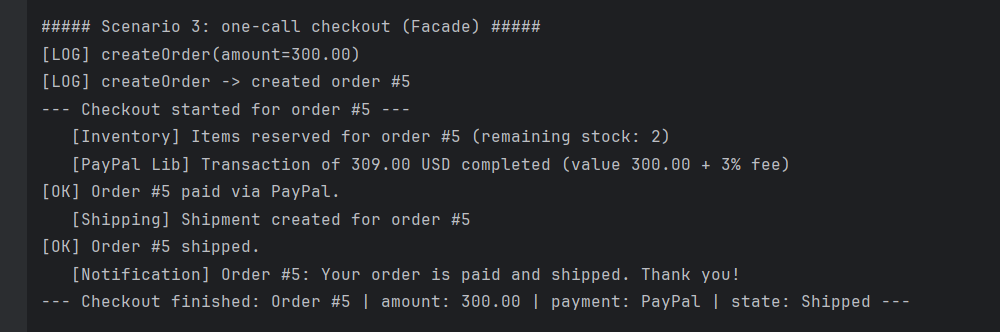 ##### Scenario 3: one-call checkout (Facade) #####
[LOG] createOrder(amount=300.00)
[LOG] createOrder -> created order #5
--- Checkout started for order #5 ---
   [Inventory] Items reserved for order #5 (remaining stock: 2)
   [PayPal Lib] Transaction of 309.00 USD completed (value 300.00 + 3% fee)
[OK] Order #5 paid via PayPal.
   [Shipping] Shipment created for order #5
[OK] Order #5 shipped.
   [Notification] Order #5: Your order is paid and shipped. Thank you!
--- Checkout finished: Order #5 | amount: 300.00 | payment: PayPal | state: Shipped ---